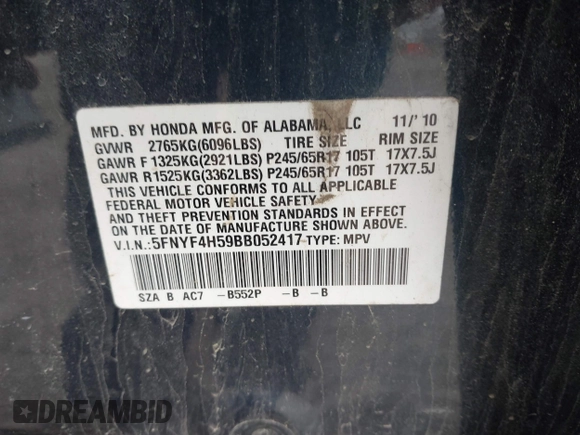 MFD. BY HONDA MFG. OF ALABAMA, LLC 11/'10
GVWR 2765KG(6096LBS) TIRE SIZE RIM SIZE
GAWR F 1325KG(2921LBS) P245/65R17 105T 17X7.5J
GAWR R1525KG(3362LBS) P245/65R17 105T 17X7.5J
THIS VEHICLE CONFORMS TO ALL APPLICABLE
FEDERAL MOTOR VEHICLE SAFETY
AND THEFT PREVENTION STANDARDS IN EFFECT
ON THE DATE OF MANUFACTURE SHOWN ABOVE.
V.I.N.:5FNYF4H59BB052417 TYPE: MPV
SZA B AC7 –B552P –B –B
DREAMBID